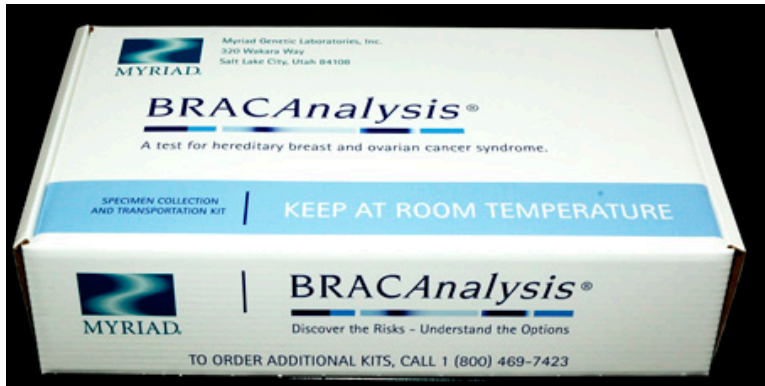 MYRIAD.
Myriad Genetic Laboratories, Inc.
320 Wakara Way
Salt Lake City, Utah 84108
BRACAnalysis®
A test for hereditary breast and ovarian cancer syndrome.
SPECIMEN COLLECTION
AND TRANSPORTATION KIT
KEEP AT ROOM TEMPERATURE
MYRIAD.
BRACAnalysis®
Discover the Risks – Understand the Options
TO ORDER ADDITIONAL KITS, CALL 1 (800) 469-7423